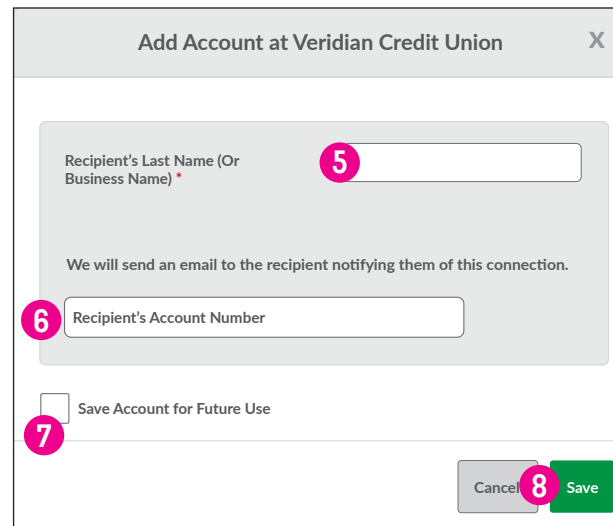 Add Account at Veridian Credit Union X
Recipient's Last Name (Or
Business Name) *
5
We will send an email to the recipient notifying them of this connection.
6 Recipient's Account Number
Save Account for Future Use
7
Cancel 8 Save